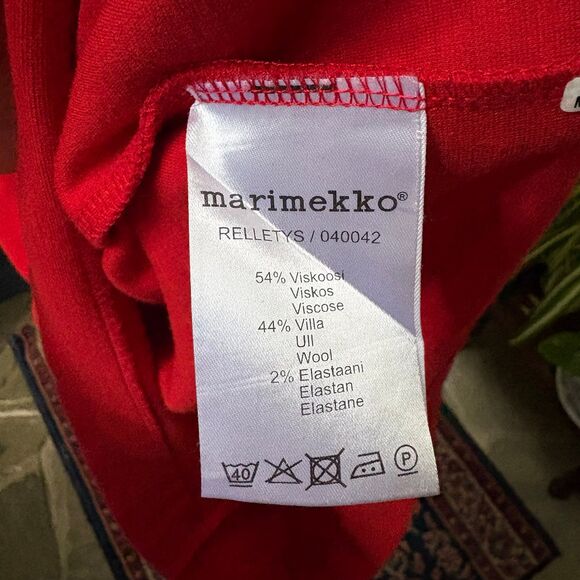 marimekko®
RELLETYS / 040042
54% Viskoosi
Viskos
Viscose
44% Villa
Ull
Wool
2% Elastaani
Elastan
Elastane
40
P